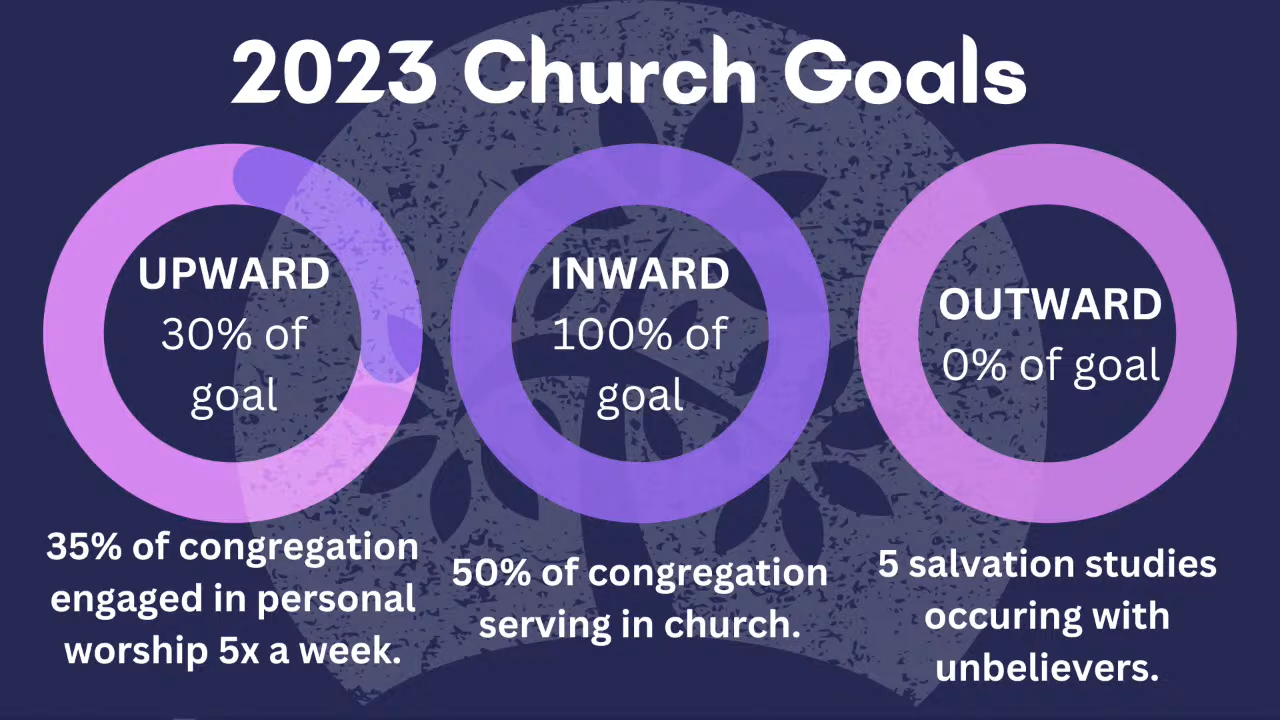 2023 Church Goals
UPWARD
30% of
goal
INWARD
100% of
goal
OUTWARD
0% of goal
35% of congregation
engaged in personal
worship 5x a week.
50% of congregation
serving in church.
5 salvation studies
occuring with
unbelievers.